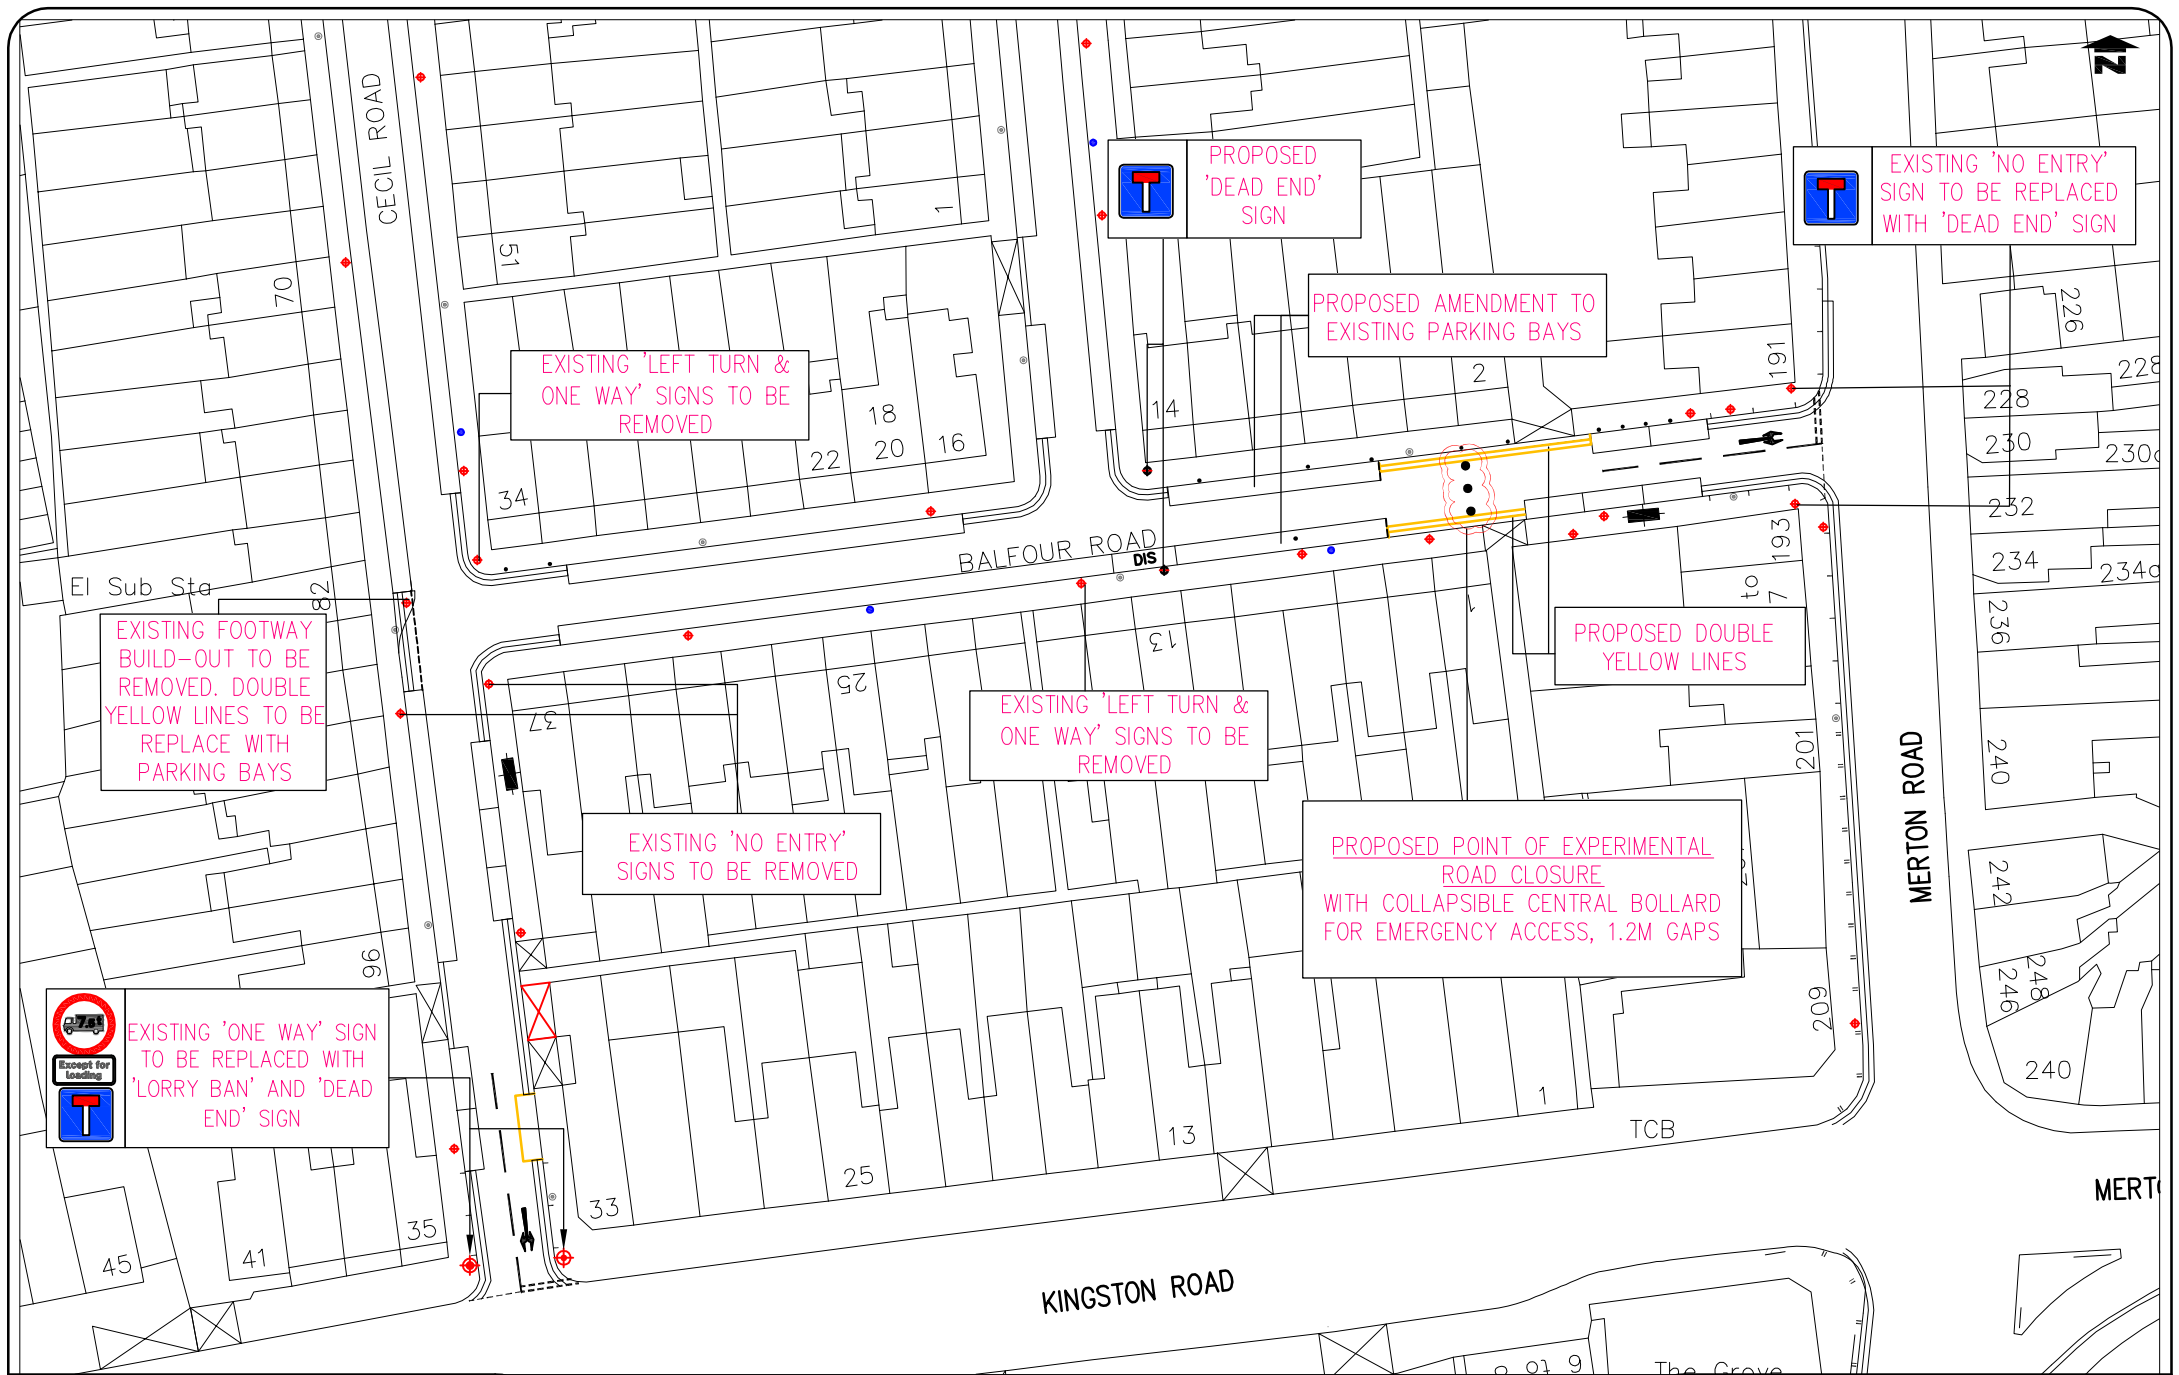 N
CECIL ROAD
1
51
70
PROPOSED
'DEAD END'
SIGN
EXISTING 'NO ENTRY'
SIGN TO BE REPLACED
WITH 'DEAD END' SIGN
PROPOSED AMENDMENT TO
EXISTING PARKING BAYS
226
EXISTING 'LEFT TURN &
ONE WAY' SIGNS TO BE
REMOVED
18
20
22
16
34
14
2
191
228
228
230
232
234
236
BALFOUR ROAD
DIS
El Sub Sta
82
EXISTING FOOTWAY
BUILD-OUT TO BE
REMOVED. DOUBLE
YELLOW LINES TO BE
REPLACE WITH
PARKING BAYS
37
25
13
1
193
to
7
PROPOSED DOUBLE
YELLOW LINES
EXISTING 'LEFT TURN &
ONE WAY' SIGNS TO BE
REMOVED
201
MERTON ROAD
240
EXISTING 'NO ENTRY'
SIGNS TO BE REMOVED
PROPOSED POINT OF EXPERIMENTAL
ROAD CLOSURE
WITH COLLAPSIBLE CENTRAL BOLLARD
FOR EMERGENCY ACCESS, 1.2M GAPS
242
246
248
96
209
240
7.5t
Except for
loading
EXISTING 'ONE WAY' SIGN
TO BE REPLACED WITH
'LORRY BAN' AND 'DEAD
END' SIGN
1
TCB
13
25
33
35
41
45
KINGSTON ROAD
The Grove